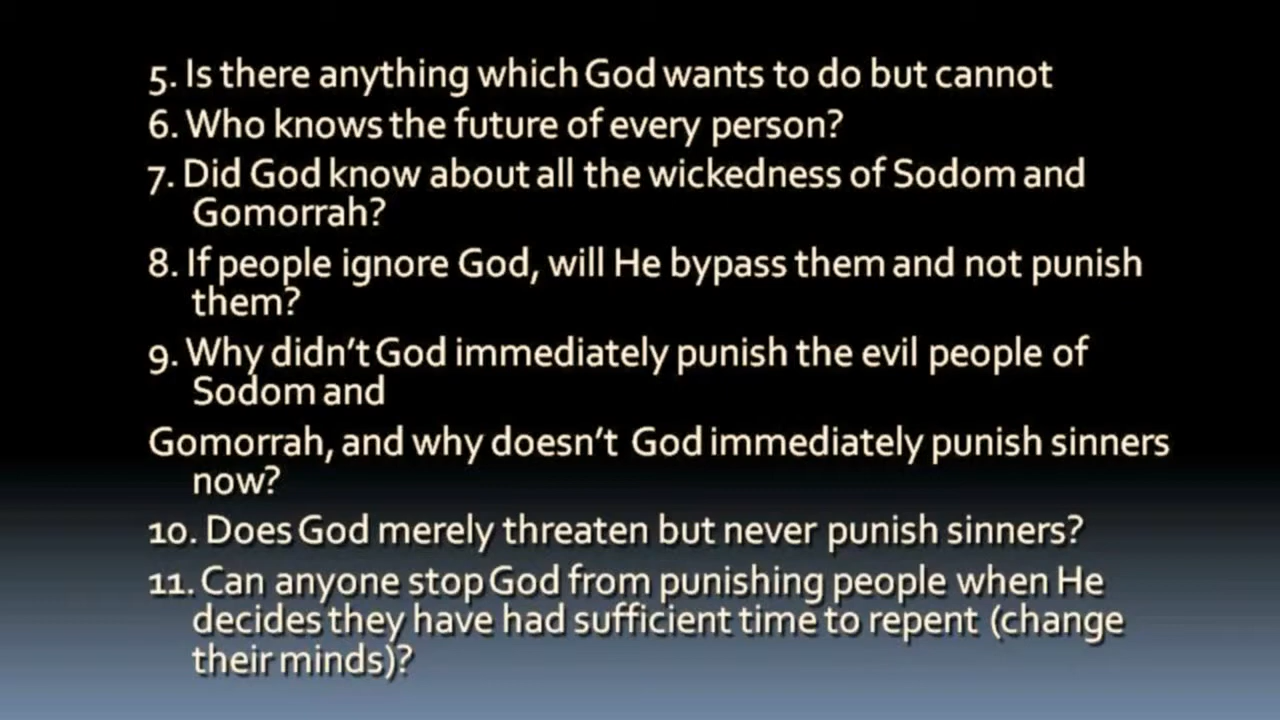 5. Is there anything which God wants to do but cannot
6. Who knows the future of every person?
7. Did God know about all the wickedness of Sodom and
Gomorrah?
8. If people ignore God, will He bypass them and not punish
them?
9. Why didn't God immediately punish the evil people of
Sodom and
Gomorrah, and why doesn't God immediately punish sinners
now?
10. Does God merely threaten but never punish sinners?
11. Can anyone stop God from punishing people when He
decides they have had sufficient time to repent (change
their minds)?